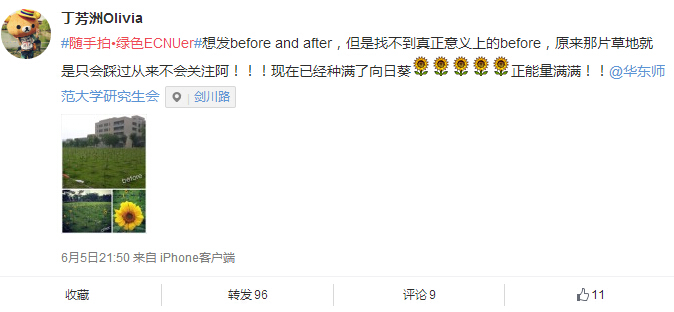 丁芳洲Olivia
#随手拍•绿色ECNUer#想发before and after，但是找不到真正意义上的before，原来那片草地就
是只会踩过从来不会关注阿！！！现在已经种满了向日葵🌻🌻🌻🌻🌻正能量满满！！@华东师
范大学研究生会 剑川路
before
6月5日21:50 来自 iPhone客户端
收藏 转发96 评论9 11